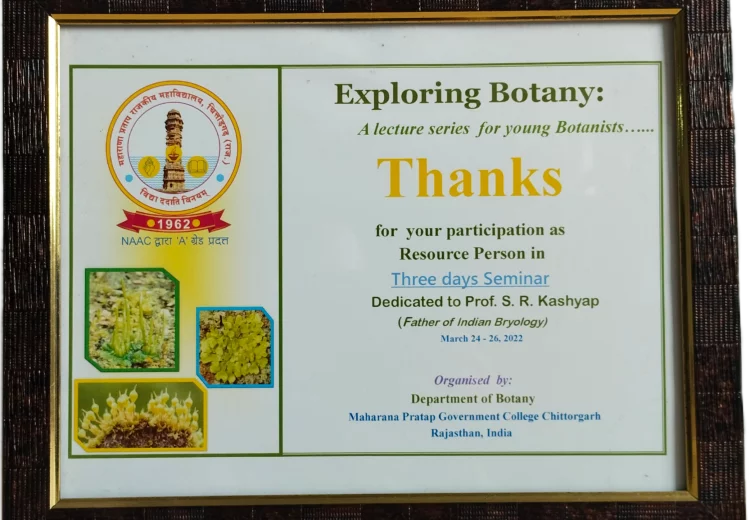 महाराणा प्रताप राजकीय महाविद्यालय, चित्तौड़गढ़ (राज.)
विद्या ददाति विनयम्
1962
NAAC द्वारा 'A' ग्रेड प्रदत्त
Exploring Botany:
A lecture series for young Botanists......
Thanks
for your participation as
Resource Person in
Three days Seminar
Dedicated to Prof. S. R. Kashyap
(Father of Indian Bryology)
March 24 - 26, 2022
Organised by:
Department of Botany
Maharana Pratap Government College Chittorgarh
Rajasthan, India